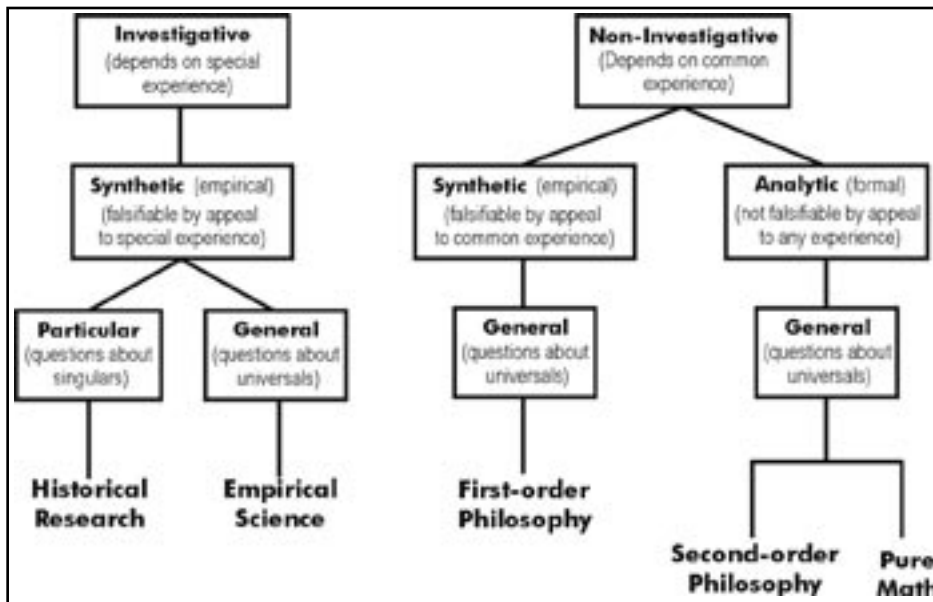 Investigative
(depends on special
experience)
Non-Investigative
(Depends on common
experience)
Synthetic (empirical)
(falsifiable by appeal
to special experience)
Synthetic (empirical)
(falsifiable by appeal
to common experience)
Analytic (formal)
(not falsifiable by appeal
to any experience)
Particular
(questions about
singulars)
General
(questions about
universals)
General
(questions about
universals)
General
(questions about
universals)
Historical
Research
Empirical
Science
First-order
Philosophy
Second-order
Philosophy
Pure
Math